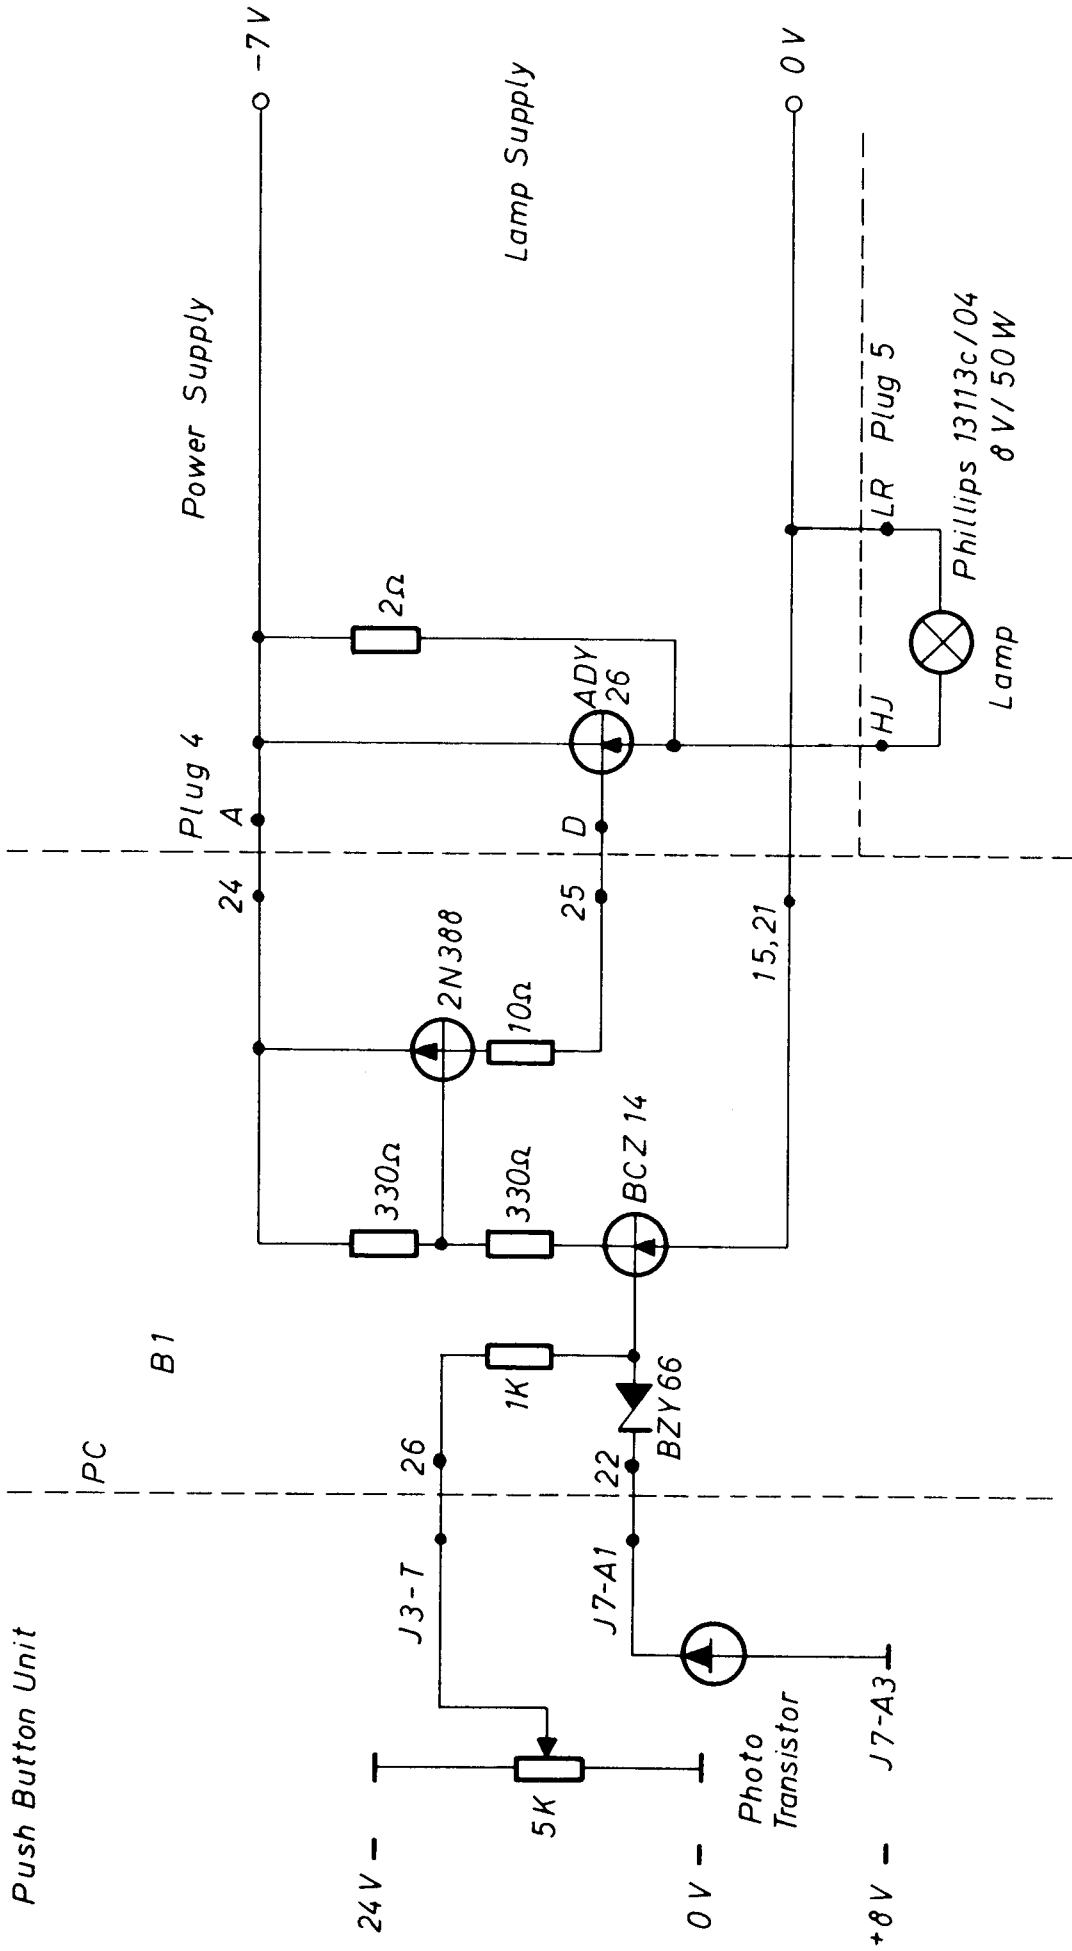 Push Button Unit
PC
B1
Plug 4
Power Supply
24
A
-7V
24V –
J3-T
26
1K
330Ω
330Ω
2N388
10Ω
25
D
ADY
26
2Ω
Lamp Supply
5K
J7-A1
22
BZY66
BCZ 14
0V –
Photo
Transistor
15,21
0V
+8V –
J7-A3
HJ
LR Plug 5
Lamp
Phillips 13113c/04
8V/50W